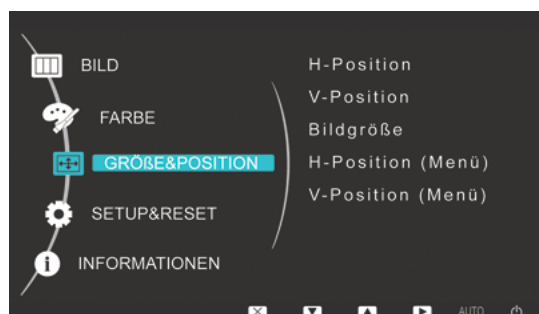 BILD
FARBE
GRÖßE&POSITION
SETUP&RESET
INFORMATIONEN
H-Position
V-Position
Bildgröße
H-Position (Menü)
V-Position (Menü)
AUTO